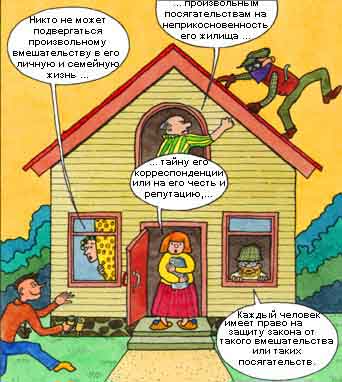 Никто не может
подвергаться
произвольному
вмешательству в его
личную и семейную
жизнь ...
... произвольным
посягательствам на
неприкосновенность
его жилища ...
... тайну его
корреспонденции
или на его честь и
репутацию,...
Каждый человек
имеет право на
защиту закона от
такого вмешательства
или таких
посягательств.